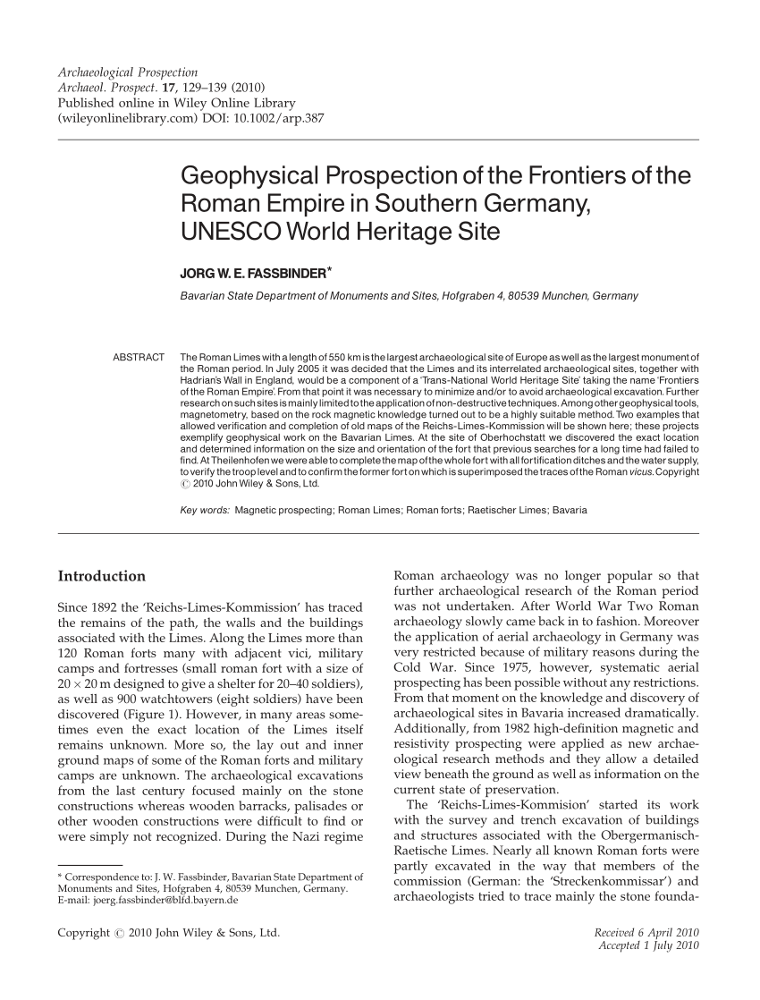 Archaeological Prospection
Archaeol. Prospect. 17, 129–139 (2010)
Published online in Wiley Online Library
(wileyonlinelibrary.com) DOI: 10.1002/arp.387
Geophysical Prospection of the Frontiers of the
Roman Empire in Southern Germany,
UNESCO World Heritage Site
JORG W. E. FASSBINDER*
Bavarian State Department of Monuments and Sites, Hofgraben 4, 80539 Munchen, Germany
ABSTRACT The Roman Limes with a length of 550 km is the largest archaeological site of Europe as well as the largest monument of
the Roman period. In July 2005 it was decided that the Limes and its interrelated archaeological sites, together with
Hadrian's Wall in England, would be a component of a 'Trans-National World Heritage Site' taking the name 'Frontiers
of the Roman Empire'. From that point it was necessary to minimize and/or to avoid archaeological excavation. Further
research on such sites is mainly limited to the application of non-destructive techniques. Among other geophysical tools,
magnetometry, based on the rock magnetic knowledge turned out to be a highly suitable method. Two examples that
allowed verification and completion of old maps of the Reichs-Limes-Kommission will be shown here; these projects
exemplify geophysical work on the Bavarian Limes. At the site of Oberhochstatt we discovered the exact location
and determined information on the size and orientation of the fort that previous searches for a long time had failed to
find. At Theilenhofen we were able to complete the map of the whole fort with all fortification ditches and the water supply,
to verify the troop level and to confirm the former fort on which is superimposed the traces of the Roman vicus. Copyright
© 2010 John Wiley & Sons, Ltd.
Key words: Magnetic prospecting; Roman Limes; Roman forts; Raetischer Limes; Bavaria
Introduction
Since 1892 the 'Reichs-Limes-Kommission' has traced
the remains of the path, the walls and the buildings
associated with the Limes. Along the Limes more than
120 Roman forts many with adjacent vici, military
camps and fortresses (small roman fort with a size of
20 × 20 m designed to give a shelter for 20–40 soldiers),
as well as 900 watchtowers (eight soldiers) have been
discovered (Figure 1). However, in many areas some-
times even the exact location of the Limes itself
remains unknown. More so, the lay out and inner
ground maps of some of the Roman forts and military
camps are unknown. The archaeological excavations
from the last century focused mainly on the stone
constructions whereas wooden barracks, palisades or
other wooden constructions were difficult to find or
were simply not recognized. During the Nazi regime
* Correspondence to: J. W. Fassbinder, Bavarian State Department of
Monuments and Sites, Hofgraben 4, 80539 Munchen, Germany.
E-mail: joerg.fassbinder@blfd.bayern.de
Roman archaeology was no longer popular so that
further archaeological research of the Roman period
was not undertaken. After World War Two Roman
archaeology slowly came back in to fashion. Moreover
the application of aerial archaeology in Germany was
very restricted because of military reasons during the
Cold War. Since 1975, however, systematic aerial
prospecting has been possible without any restrictions.
From that moment on the knowledge and discovery of
archaeological sites in Bavaria increased dramatically.
Additionally, from 1982 high-definition magnetic and
resistivity prospecting were applied as new archae-
ological research methods and they allow a detailed
view beneath the ground as well as information on the
current state of preservation.
The 'Reichs-Limes-Kommision' started its work
with the survey and trench excavation of buildings
and structures associated with the Obergermanisch-
Raetische Limes. Nearly all known Roman forts were
partly excavated in the way that members of the
commission (German: the 'Streckenkommissar') and
archaeologists tried to trace mainly the stone founda-
Copyright © 2010 John Wiley & Sons, Ltd.
Received 6 April 2010
Accepted 1 July 2010